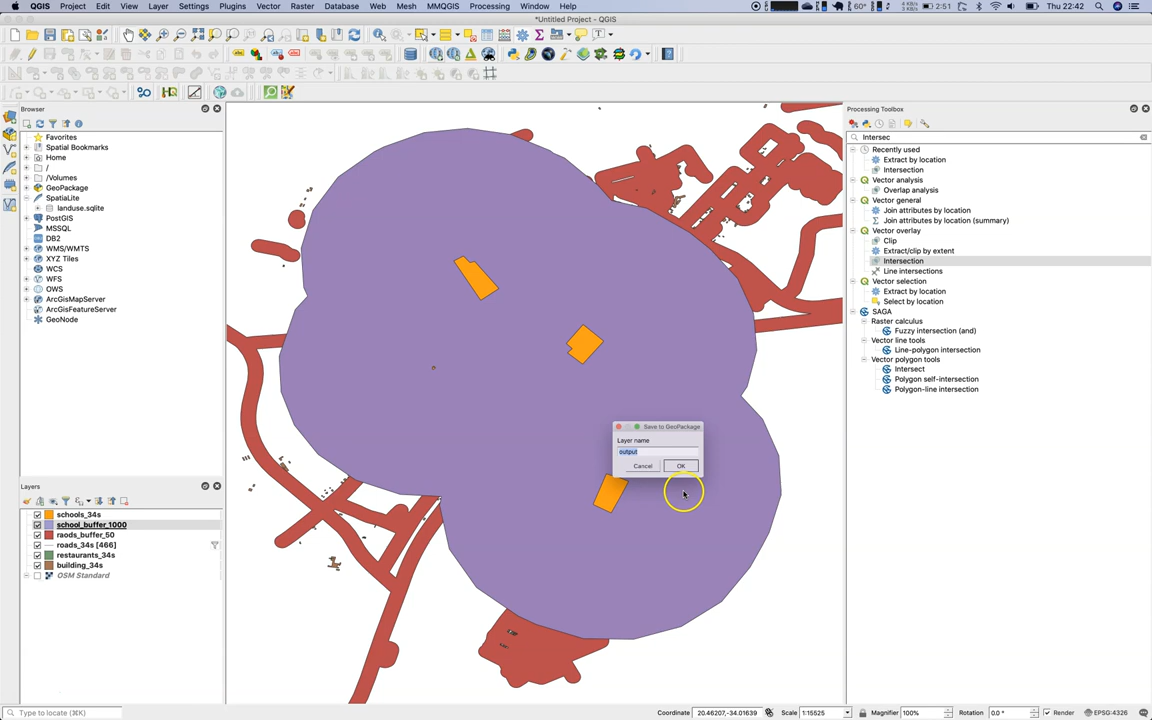 QGIS Project Edit View Layer Settings Plugins Vector Raster Database Web Mesh MMQGIS Processing Window Help
60° 2:51 Thu 22:42
*Untitled Project — QGIS
Browser
Favorites
Spatial Bookmarks
Home
/
/Volumes
GeoPackage
SpatiaLite
landuse.sqlite
PostGIS
MSSQL
DB2
WMS/WMTS
XYZ Tiles
WCS
WFS
OWS
ArcGisMapServer
ArcGisFeatureServer
GeoNode
Layers
schools_34s
school_buffer_1000
raods_buffer_50
roads_34s [466]
restaurants_34s
building_34s
OSM Standard
Save to GeoPackage
Layer name
output
Cancel OK
Processing Toolbox
Intersec
Recently used
Extract by location
Intersection
Vector analysis
Overlap analysis
Vector general
Join attributes by location
Join attributes by location (summary)
Vector overlay
Clip
Extract/clip by extent
Intersection
Line intersections
Vector selection
Extract by location
Select by location
SAGA
Raster calculus
Fuzzy intersection (and)
Vector line tools
Line-polygon intersection
Vector polygon tools
Intersect
Polygon self-intersection
Polygon-line intersection
Type to locate (⌘K)
Coordinate 20.46207,-34.01639 Scale 1:15525 Magnifier 100% Rotation 0.0 ° Render EPSG:4326